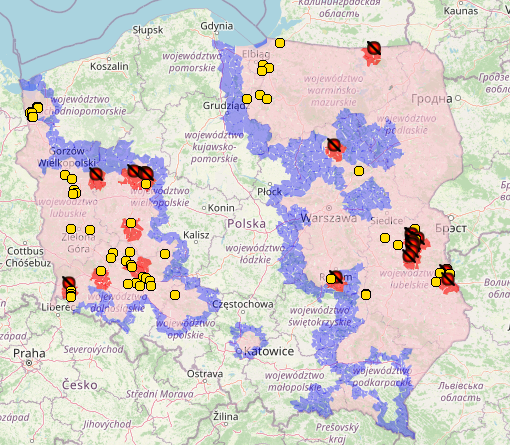 Słupsk
Gdynia
Калининградская
область
Kaunas
Koszalin
województwo
pomorskie
Elbląg
województwo
zachodniopomorskie
Grudziądz
województwo
warmińsko-
mazurskie
Гродна
województwo
kujawsko-
pomorskie
województwo
podlaskie
Gorzów
Wielkopolski
Płock
województwo
lubuskie
województwo
wielkopolskie
Konin
Warszawa
Siedlce
Брэст
Zielona
Góra
Kalisz
Polska
Cottbus
Chóśebuz
województwo
łódzkie
Radom
województwo
lubelskie
Liberec
województwo
dolnośląskie
Częstochowa
województwo
świętokrzyskie
województwo
opolskie
Praha
Severovýchod
Katowice
województwo
podkarpackie
Львівська
область
Česko
Střední Morava
Ostrava
województwo
małopolskie
Jihovýchod
Žilina
Prešovský
kraj